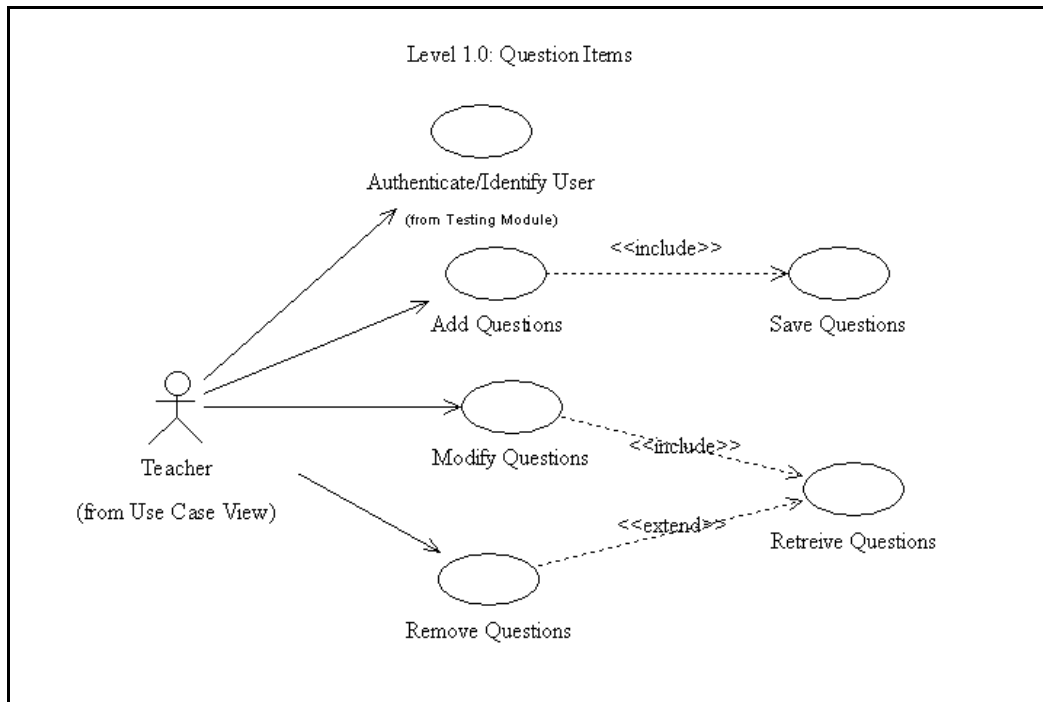 Level 1.0: Question Items
Authenticate/Identify User
(from Testing Module)
<<include>>
Add Questions
Save Questions
Modify Questions
<<include>>
Teacher
(from Use Case View)
<<extend>>
Retreive Questions
Remove Questions